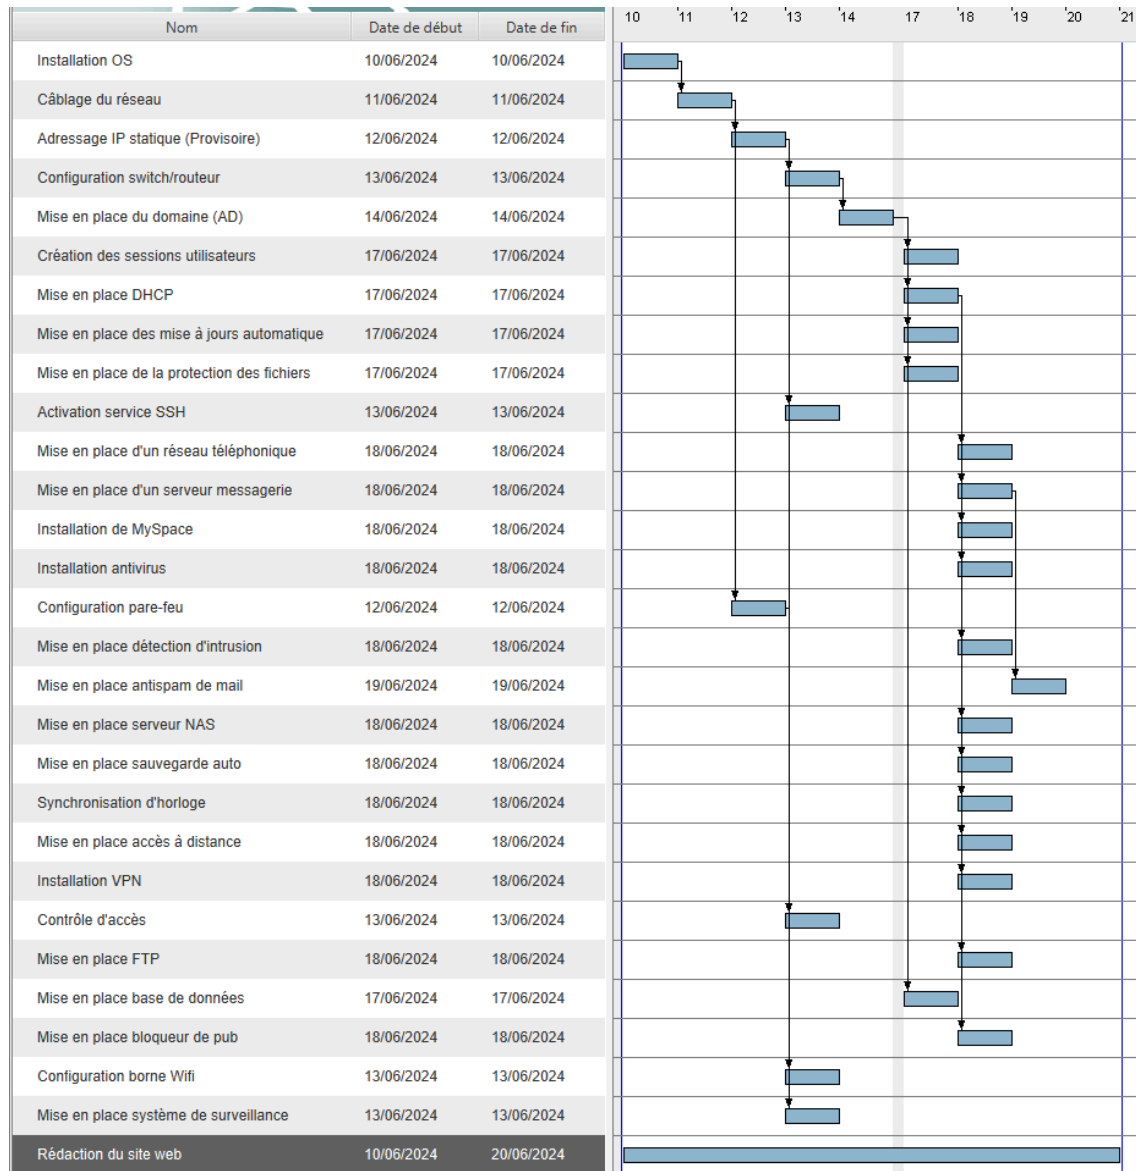 Nom Date de début Date de fin 10 11 12 13 14 17 18 19 20 21
Installation OS 10/06/2024 10/06/2024
Câblage du réseau 11/06/2024 11/06/2024
Adressage IP statique (Provisoire) 12/06/2024 12/06/2024
Configuration switch/routeur 13/06/2024 13/06/2024
Mise en place du domaine (AD) 14/06/2024 14/06/2024
Création des sessions utilisateurs 17/06/2024 17/06/2024
Mise en place DHCP 17/06/2024 17/06/2024
Mise en place des mise à jours automatique 17/06/2024 17/06/2024
Mise en place de la protection des fichiers 17/06/2024 17/06/2024
Activation service SSH 13/06/2024 13/06/2024
Mise en place d'un réseau téléphonique 18/06/2024 18/06/2024
Mise en place d'un serveur messagerie 18/06/2024 18/06/2024
Installation de MySpace 18/06/2024 18/06/2024
Installation antivirus 18/06/2024 18/06/2024
Configuration pare-feu 12/06/2024 12/06/2024
Mise en place détection d'intrusion 18/06/2024 18/06/2024
Mise en place antispam de mail 19/06/2024 19/06/2024
Mise en place serveur NAS 18/06/2024 18/06/2024
Mise en place sauvegarde auto 18/06/2024 18/06/2024
Synchronisation d'horloge 18/06/2024 18/06/2024
Mise en place accès à distance 18/06/2024 18/06/2024
Installation VPN 18/06/2024 18/06/2024
Contrôle d'accès 13/06/2024 13/06/2024
Mise en place FTP 18/06/2024 18/06/2024
Mise en place base de données 17/06/2024 17/06/2024
Mise en place bloqueur de pub 18/06/2024 18/06/2024
Configuration borne Wifi 13/06/2024 13/06/2024
Mise en place système de surveillance 13/06/2024 13/06/2024
Rédaction du site web 10/06/2024 20/06/2024